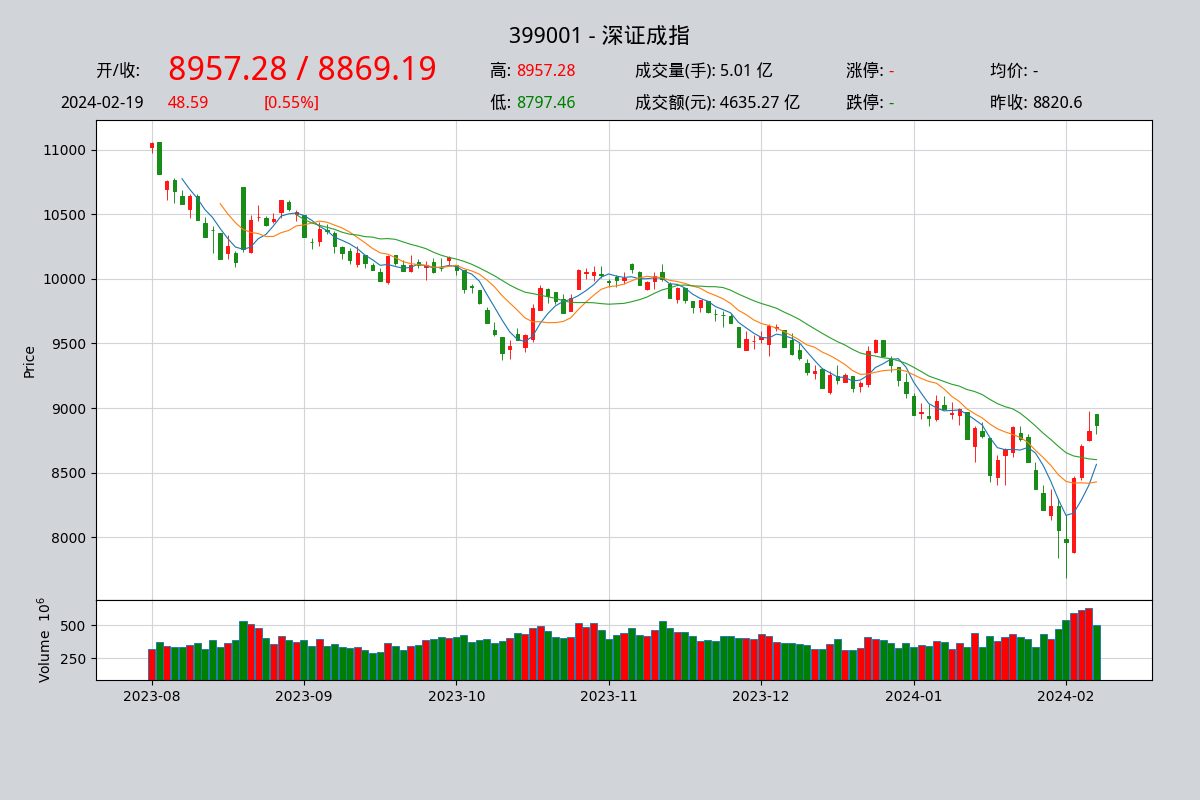 399001 - 深证成指
开/收: 8957.28 / 8869.19 高: 8957.28 成交量(手): 5.01 亿 涨停: - 均价: -
2024-02-19 48.59 [0.55%] 低: 8797.46 成交额(元): 4635.27 亿 跌停: - 昨收: 8820.6
11000
10500
10000
9500
9000
8500
8000
Price
500
250
Volume 10⁶
2023-08 2023-09 2023-10 2023-11 2023-12 2024-01 2024-02